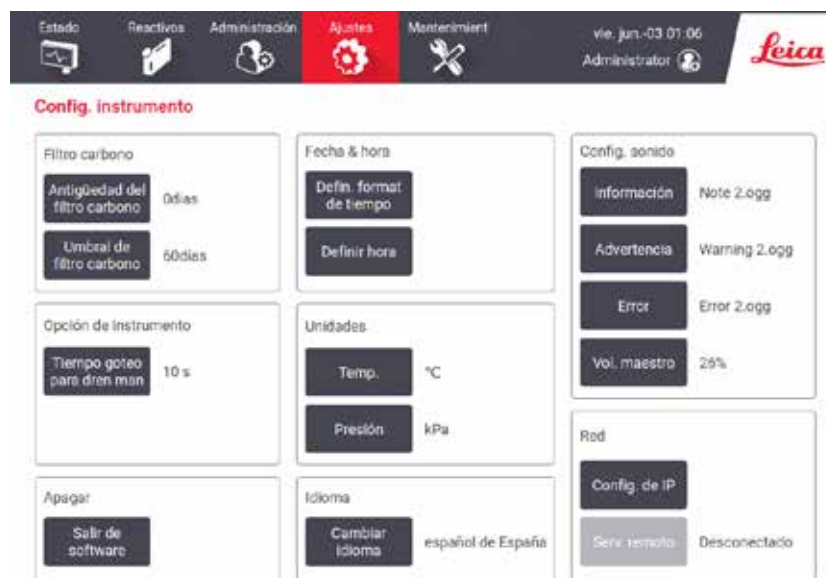 Estado Reactivos Administración Ajustes Mantenimient
vie. jun.-03 01:06
Administrator
Leica
Config. instrumento
Filtro carbono
Antigüedad del
filtro carbono
0días
Umbral de
filtro carbono
60días
Opción de Instrumento
Tiempo goteo
para dren man
10 s
Apagar
Salir de
software
Fecha & hora
Defin. format
de tiempo
Definir hora
Unidades
Temp.
°C
Presión
kPa
Idioma
Cambiar
idioma
español de España
Config. sonido
Información
Note 2.ogg
Advertencia
Warning 2.ogg
Error
Error 2.ogg
Vol. maestro
26%
Red
Config. de IP
Serv. remoto
Desconectado